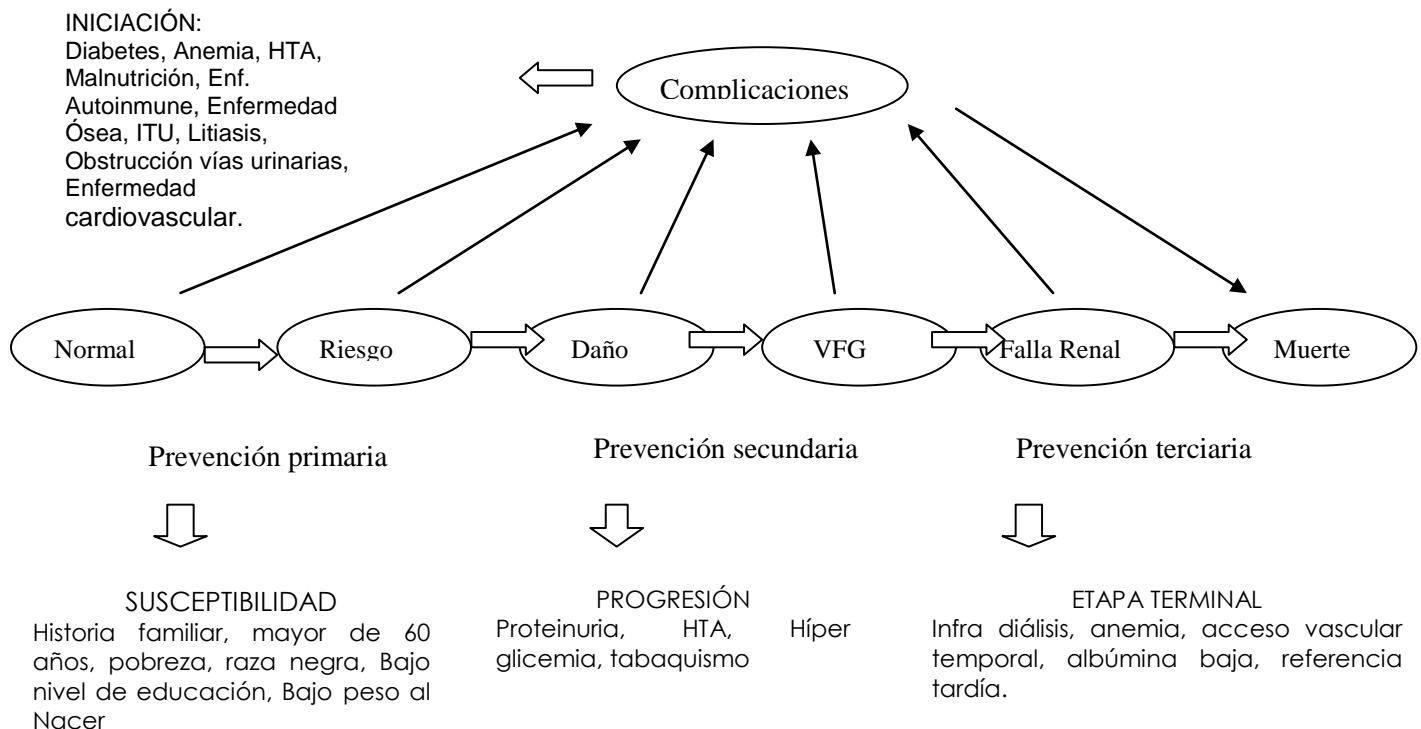 INICIACIÓN:
Diabetes, Anemia, HTA,
Malnutrición, Enf.
Autoinmune, Enfermedad
Ósea, ITU, Litiasis,
Obstrucción vías urinarias,
Enfermedad
cardiovascular.
Complicaciones
Normal
Riesgo
Daño
VFG
Falla Renal
Muerte
Prevención primaria
Prevención secundaria
Prevención terciaria
SUSCEPTIBILIDAD
Historia familiar, mayor de 60
años, pobreza, raza negra, Bajo
nivel de educación, Bajo peso al
Nacer
PROGRESIÓN
Proteinuria, HTA, Híper
glicemia, tabaquismo
ETAPA TERMINAL
Infra diálisis, anemia, acceso vascular
temporal, albúmina baja, referencia
tardía.